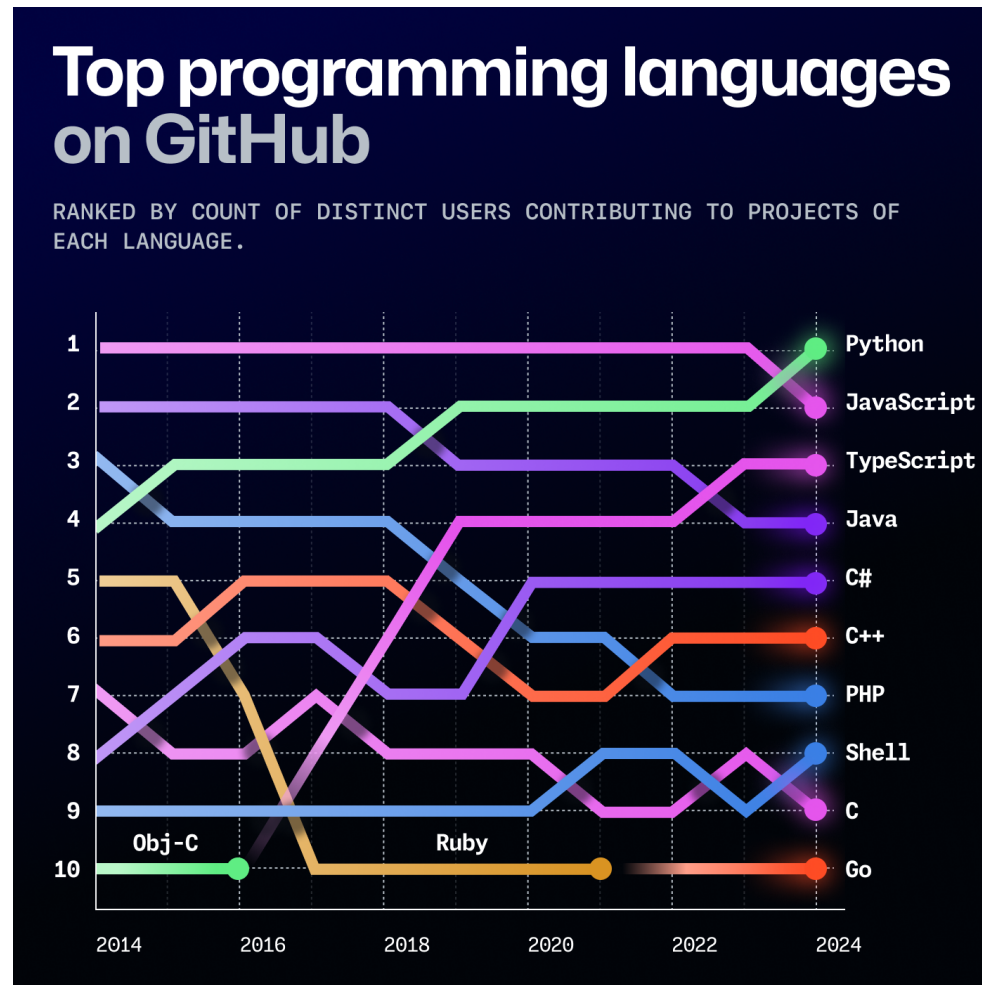 Top programming languages
on GitHub
RANKED BY COUNT OF DISTINCT USERS CONTRIBUTING TO PROJECTS OF
EACH LANGUAGE.
1
Python
2
JavaScript
3
TypeScript
4
Java
5
C#
6
C++
7
PHP
8
Shell
9
C
Obj-C
Ruby
10
Go
2014
2016
2018
2020
2022
2024